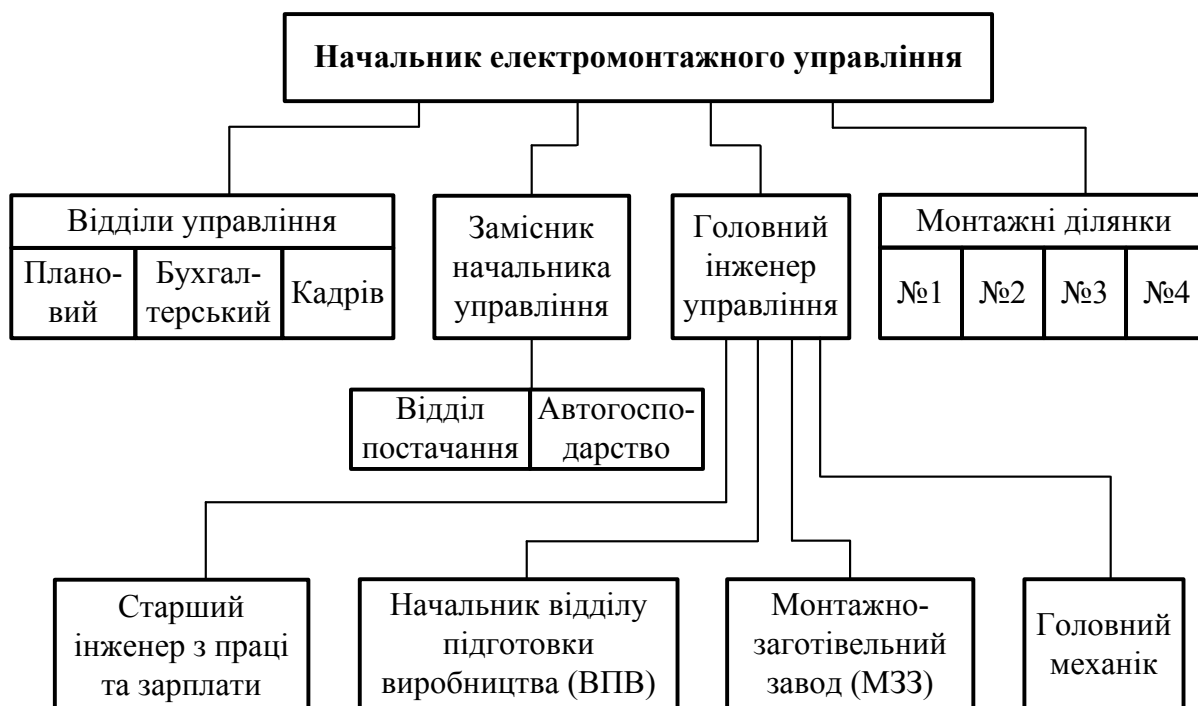 Начальник електромонтажного управління
Відділи управління
Плано-
вий
Бухгал-
терський
Кадрів
Замісник
начальника
управління
Головний
інженер
управління
Монтажні ділянки
№1
№2
№3
№4
Відділ
постачання
Автогоспо-
дарство
Старший
інженер з праці
та зарплати
Начальник відділу
підготовки
виробництва (ВПВ)
Монтажно-
заготівельний
завод (МЗЗ)
Головний
механік